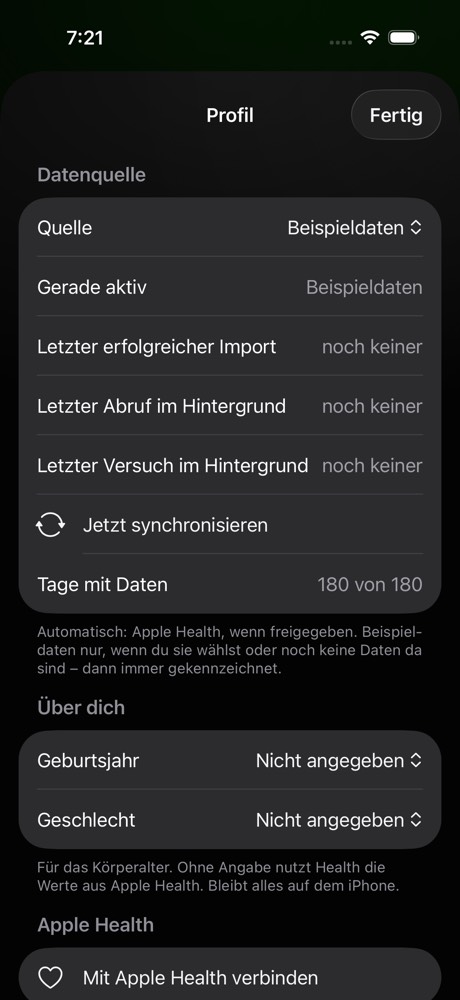 7:21
Profil
Fertig
Datenquelle
Quelle
Beispieldaten
Gerade aktiv
Beispieldaten
Letzter erfolgreicher Import
noch keiner
Letzter Abruf im Hintergrund
noch keiner
Letzter Versuch im Hintergrund
noch keiner
Jetzt synchronisieren
Tage mit Daten
180 von 180
Automatisch: Apple Health, wenn freigegeben. Beispiel-
daten nur, wenn du sie wählst oder noch keine Daten da
sind – dann immer gekennzeichnet.
Über dich
Geburtsjahr
Nicht angegeben
Geschlecht
Nicht angegeben
Für das Körperalter. Ohne Angabe nutzt Health die
Werte aus Apple Health. Bleibt alles auf dem iPhone.
Apple Health
Mit Apple Health verbinden